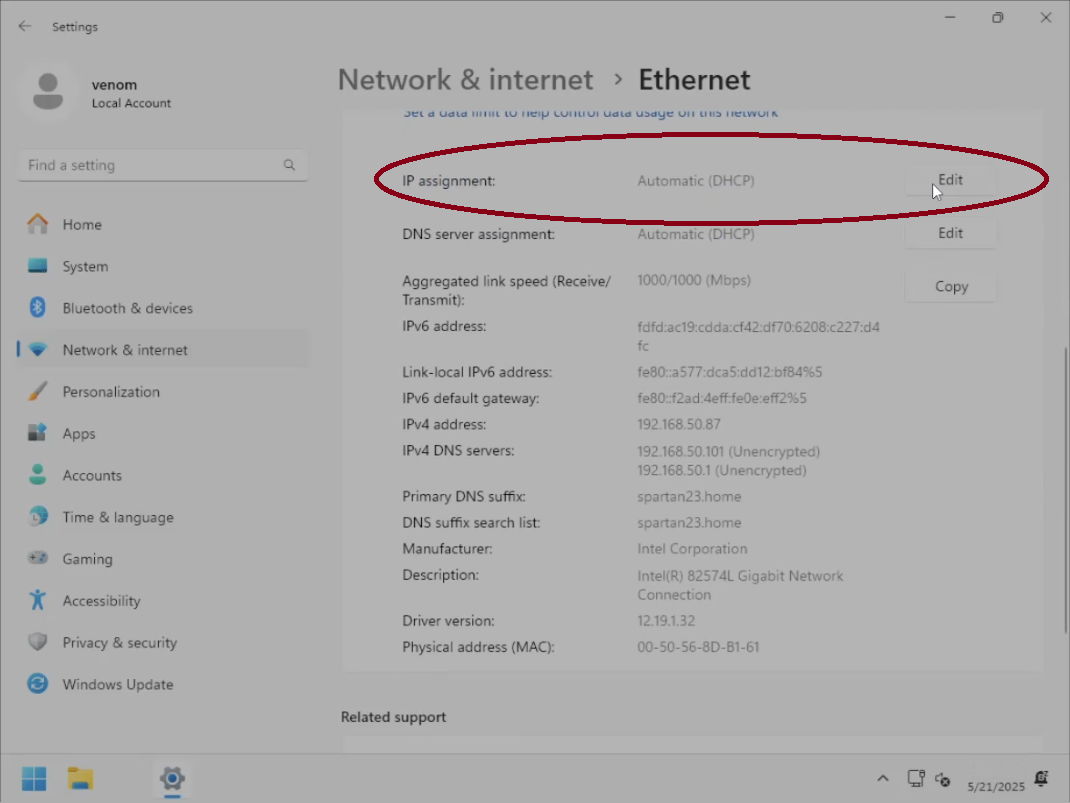 Settings
venom
Local Account
Find a setting
Home
System
Bluetooth & devices
Network & internet
Personalization
Apps
Accounts
Time & language
Gaming
Accessibility
Privacy & security
Windows Update
Network & internet › Ethernet
Set a data limit to help control data usage on this network
IP assignment: Automatic (DHCP) Edit
DNS server assignment: Automatic (DHCP) Edit
Aggregated link speed (Receive/ 1000/1000 (Mbps) Copy
Transmit):
IPv6 address: fdfd:ac19:cdda:cf42:df70:6208:c227:d4
fc
Link-local IPv6 address: fe80::a577:dca5:dd12:bf84%5
IPv6 default gateway: fe80::f2ad:4eff:fe0e:eff2%5
IPv4 address: 192.168.50.87
IPv4 DNS servers: 192.168.50.101 (Unencrypted)
192.168.50.1 (Unencrypted)
Primary DNS suffix: spartan23.home
DNS suffix search list: spartan23.home
Manufacturer: Intel Corporation
Description: Intel(R) 82574L Gigabit Network
Connection
Driver version: 12.19.1.32
Physical address (MAC): 00-50-56-8D-B1-61
Related support
5/21/2025